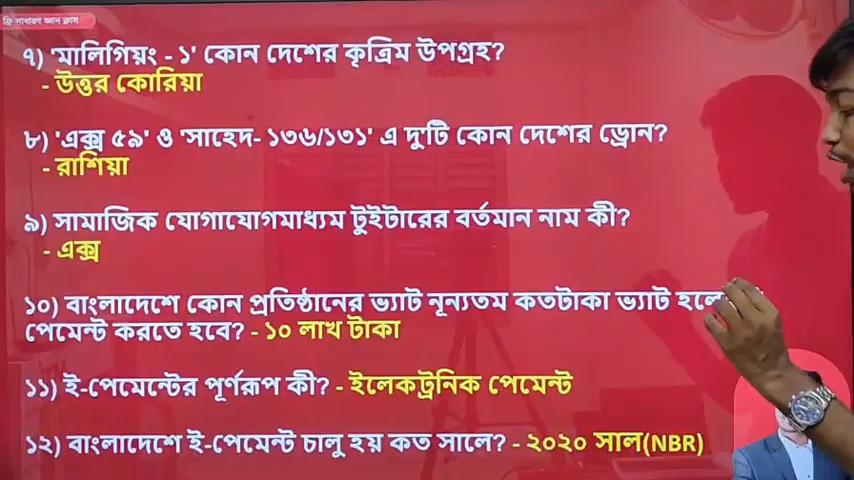 ফ্রি সাধারণ জ্ঞান ক্লাস
৭) 'মালিগিয়ং - ১' কোন দেশের কৃত্রিম উপগ্রহ?
- উত্তর কোরিয়া
৮) 'এক্স ৫৯' ও 'সাহেদ- ১৩৬/১৩১' এ দু'টি কোন দেশের ড্রোন?
- রাশিয়া
৯) সামাজিক যোগাযোগমাধ্যম টুইটারের বর্তমান নাম কী?
- এক্স
১০) বাংলাদেশে কোন প্রতিষ্ঠানের ভ্যাট নূন্যতম কতটাকা ভ্যাট হলে
পেমেন্ট করতে হবে? - ১০ লাখ টাকা
১১) ই-পেমেন্টের পূর্ণরূপ কী? - ইলেকট্রনিক পেমেন্ট
১২) বাংলাদেশে ই-পেমেন্ট চালু হয় কত সালে? - ২০২০ সাল(NBR)